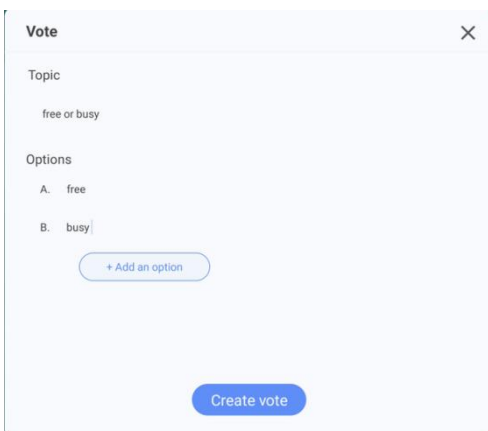 Vote
Topic
free or busy
Options
A. free
B. busy
+ Add an option
Create vote